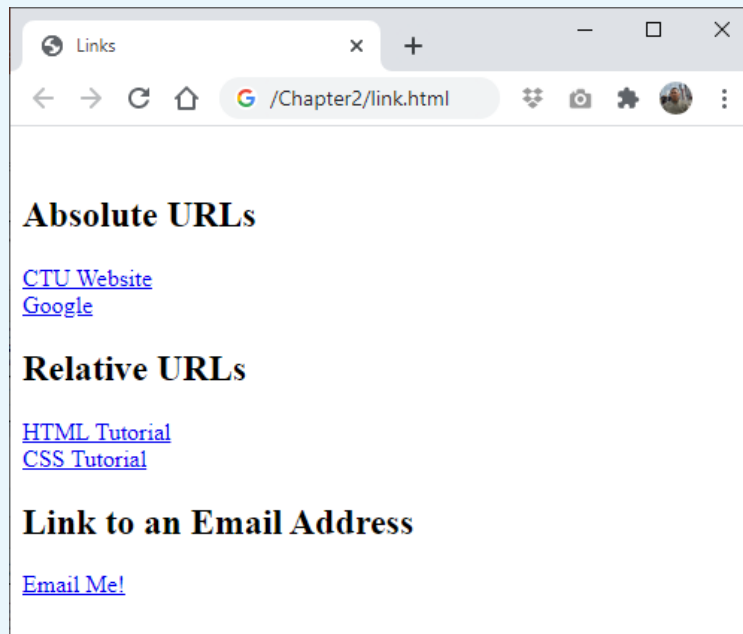 Links
/Chapter2/link.html
Absolute URLs
CTU Website
Google
Relative URLs
HTML Tutorial
CSS Tutorial
Link to an Email Address
Email Me!